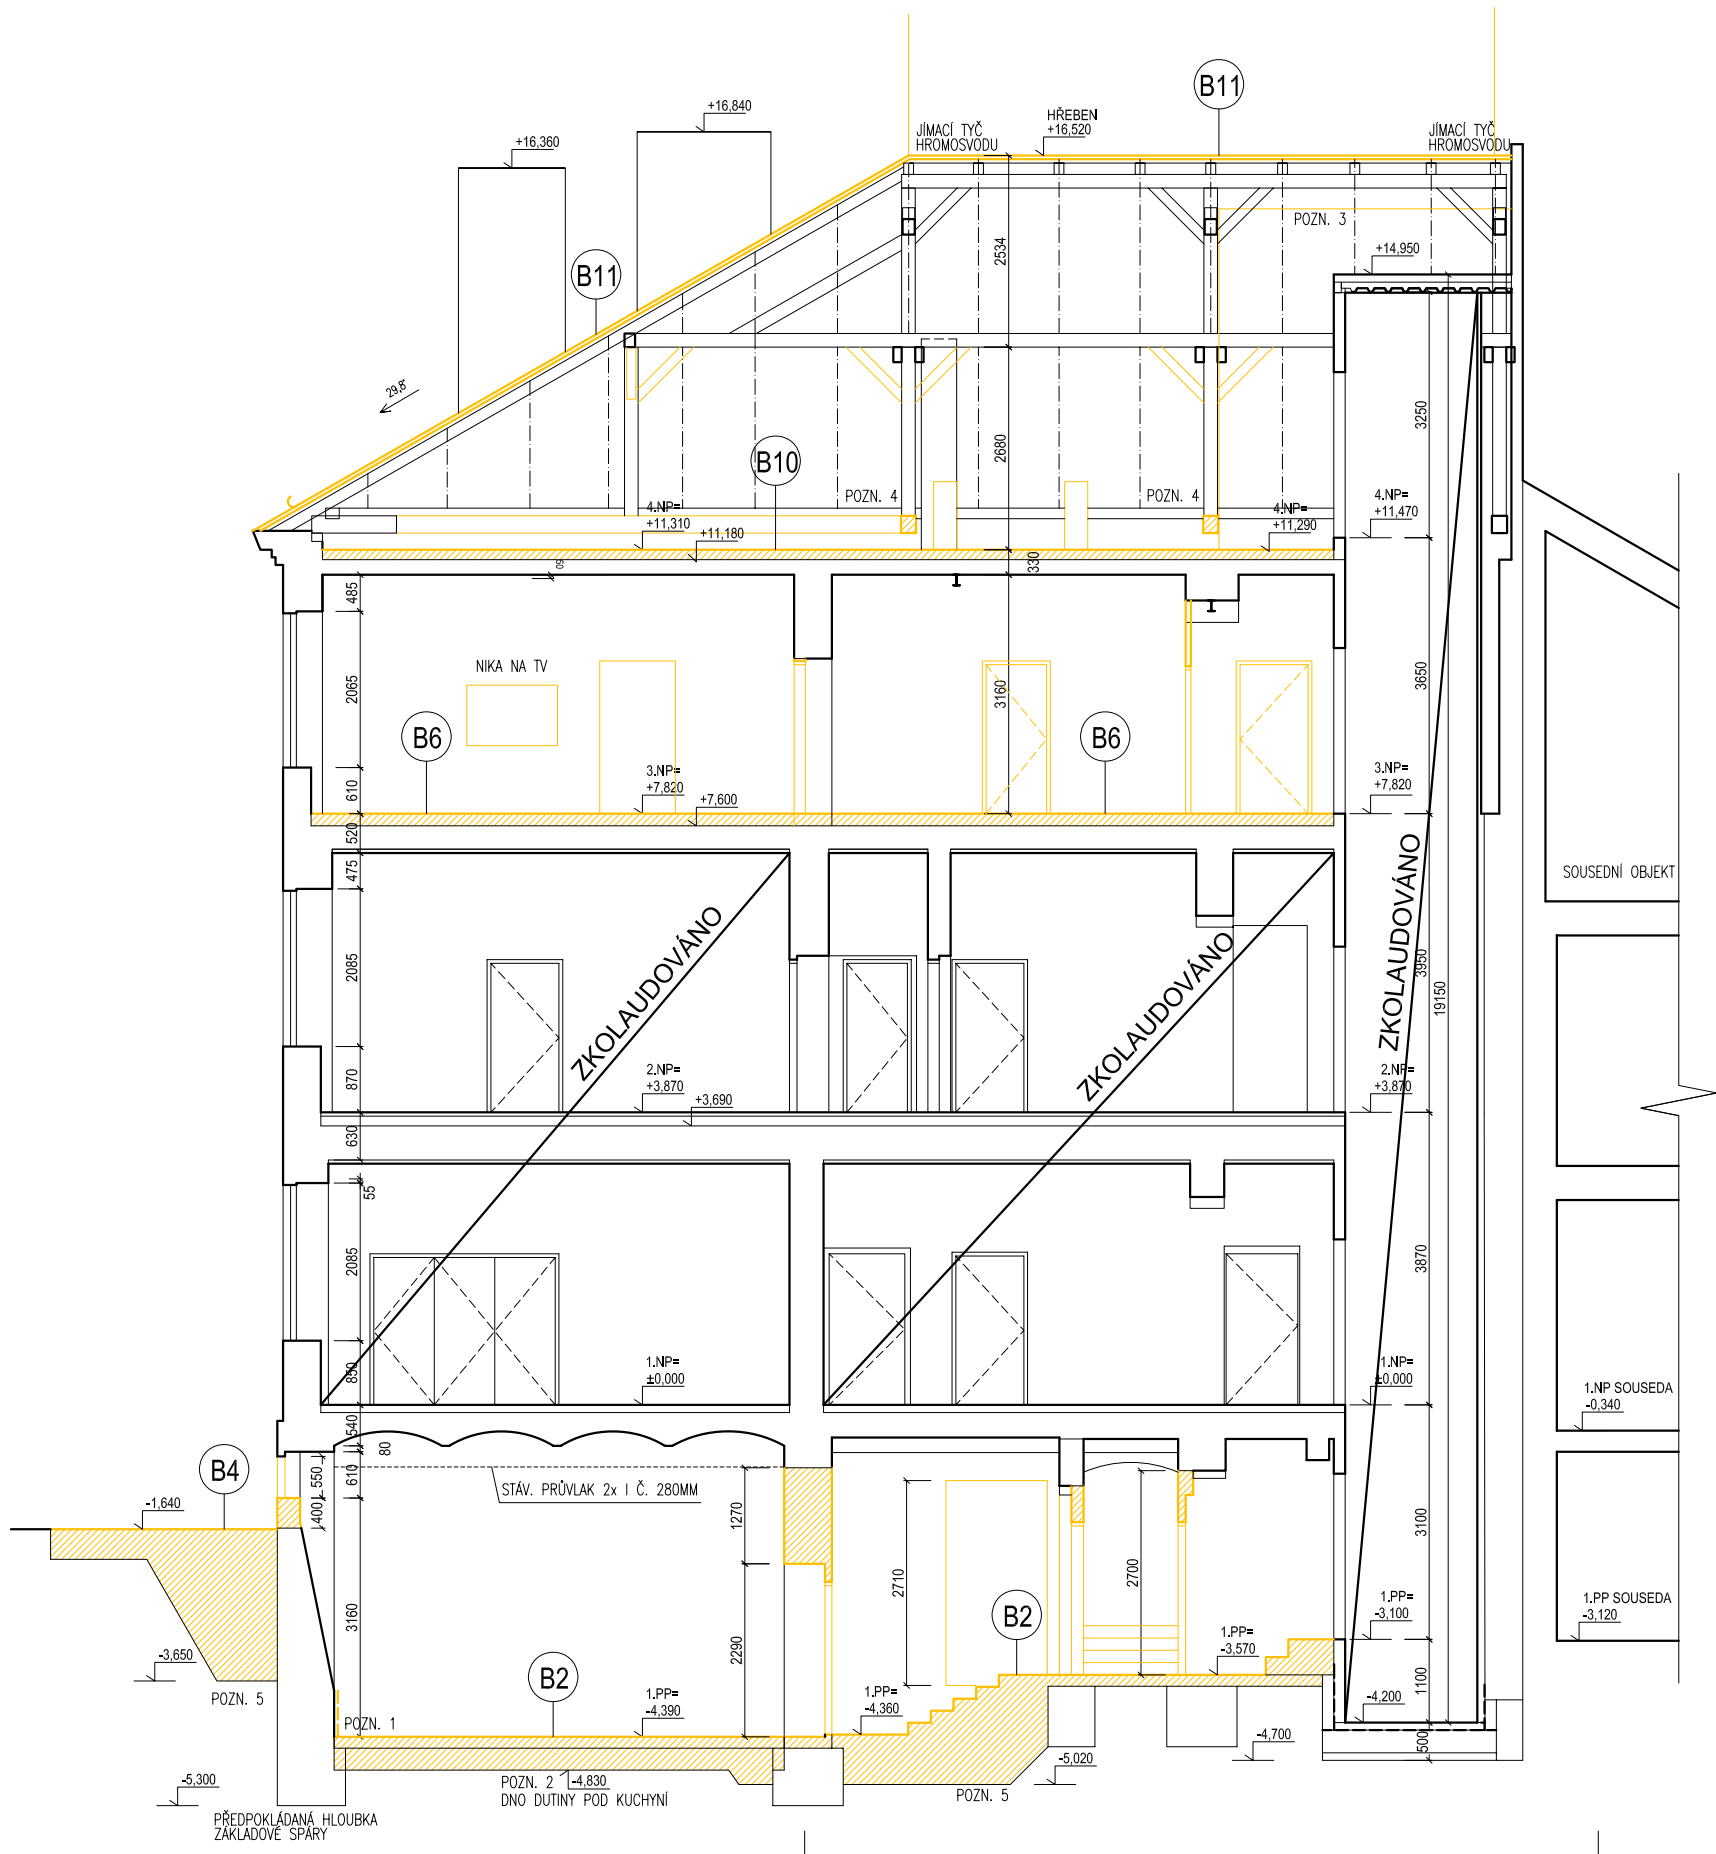 B11
+16,840
HŘEBEN
+16,520
JÍMACÍ TYČ
HROMOSVODU
JÍMACÍ TYČ
HROMOSVODU
+16,360
POZN. 3
2534
+14,950
B11
29,8°
3250
B10
2680
POZN. 4
POZN. 4
4.NP=
+11,310
+11,180
4.NP=
+11,290
4.NP=
+11,470
330
60
485
NIKA NA TV
2065
3160
3650
B6
B6
3.NP=
+7,820
+7,600
3.NP=
+7,820
610
520
475
SOUSEDNÍ OBJEKT
ZKOLAUDOVÁNO
ZKOLAUDOVÁNO
ZKOLAUDOVÁNO
2085
3950
19150
870
2.NP=
+3,870
+3,690
2.NP=
+3,870
630
55
2085
3870
850
1.NP=
±0,000
1.NP=
±0,000
1.NP SOUSEDA
-0,340
540
80
B4
550
610
STÁV. PRŮVLAK 2x I Č. 280MM
-1,640
400
1270
3100
2710
2700
B2
1.PP=
-3,100
1.PP SOUSEDA
-3,120
3160
2290
1.PP=
-3,570
-3,650
POZN. 5
B2
1100
1.PP=
-4,390
1.PP=
-4,360
-4,200
POZN. 1
500
-4,700
-5,020
-5,300
POZN. 2
-4,830
DNO DUTINY POD KUCHYNÍ
POZN. 5
PŘEDPOKLÁDANÁ HLOUBKA
ZÁKLADOVÉ SPÁRY